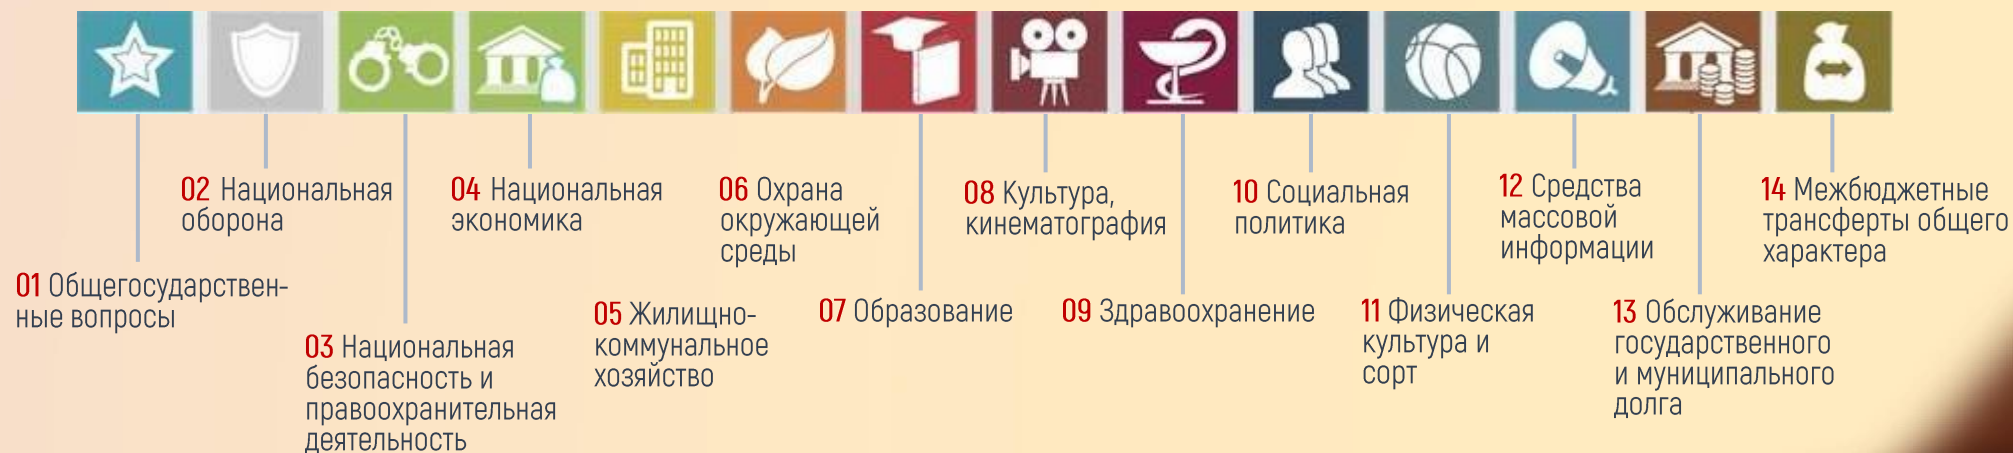 01 Общегосударствен-
ные вопросы
02 Национальная
оборона
03 Национальная
безопасность и
правоохранительная
деятельность
04 Национальная
экономика
05 Жилищно-
коммунальное
хозяйство
06 Охрана
окружающей
среды
07 Образование
08 Культура,
кинематография
09 Здравоохранение
10 Социальная
политика
11 Физическая
культура и
сорт
12 Средства
массовой
информации
13 Обслуживание
государственного
и муниципального
долга
14 Межбюджетные
трансферты общего
характера